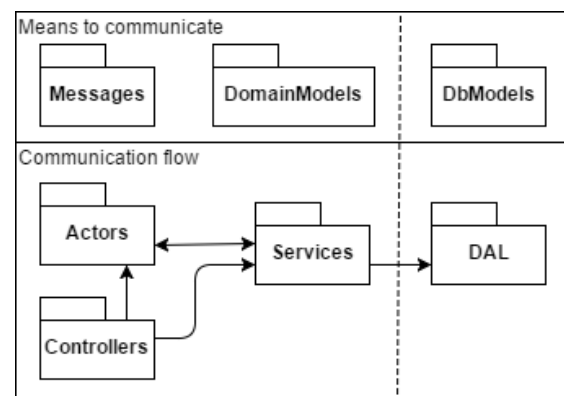 Means to communicate
Messages
DomainModels
DbModels
Communication flow
Actors
Services
DAL
Controllers